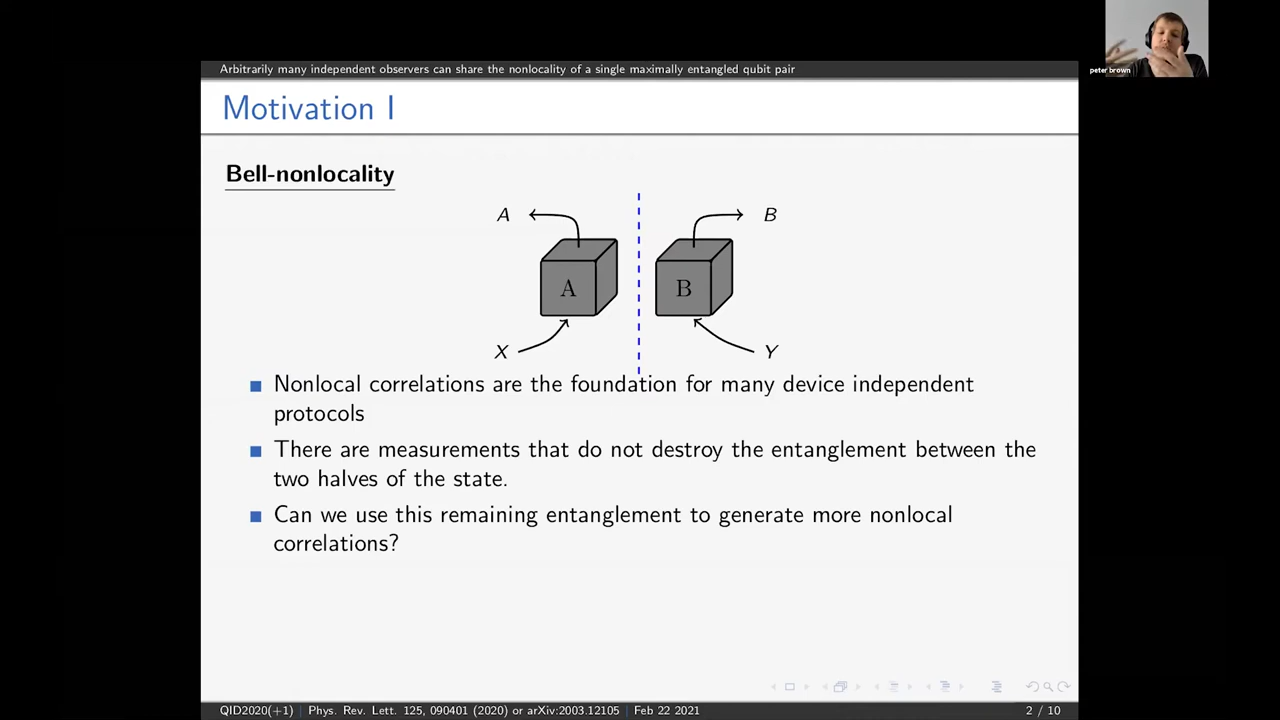 peter brown
Arbitrarily many independent observers can share the nonlocality of a single maximally entangled qubit pair
Motivation I
Bell-nonlocality
A B
A B
X Y
Nonlocal correlations are the foundation for many device independent
protocols
There are measurements that do not destroy the entanglement between the
two halves of the state.
Can we use this remaining entanglement to generate more nonlocal
correlations?
QID2020(+1) Phys. Rev. Lett. 125, 090401 (2020) or arXiv:2003.12105 Feb 22 2021 2 / 10